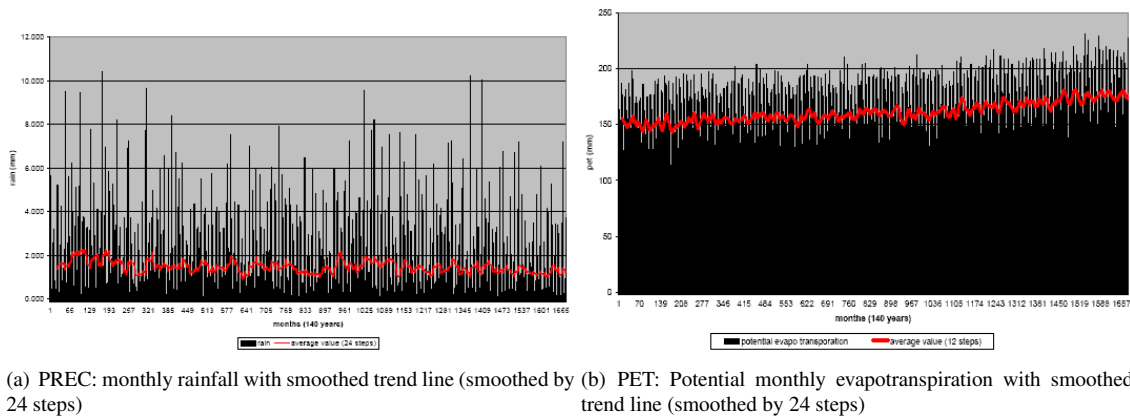 12.000
10.000
8.000
6.000
4.000
2.000
0.000
rain (mm)
1 65 129 193 257 321 385 449 513 577 641 705 769 833 897 961 1025 1089 1153 1217 1281 1345 1409 1473 1537 1601 1665
months (140 years)
rain average value (24 steps)
250
200
150
100
50
0
pet (mm)
1 70 139 208 277 346 415 484 553 622 691 760 829 898 967 1036 1105 1174 1243 1312 1381 1450 1519 1588 1657
months (140 years)
potential evapo transporation average value (12 steps)
(a) PREC: monthly rainfall with smoothed trend line (smoothed by
24 steps)
(b) PET: Potential monthly evapotranspiration with smoothed
trend line (smoothed by 24 steps)